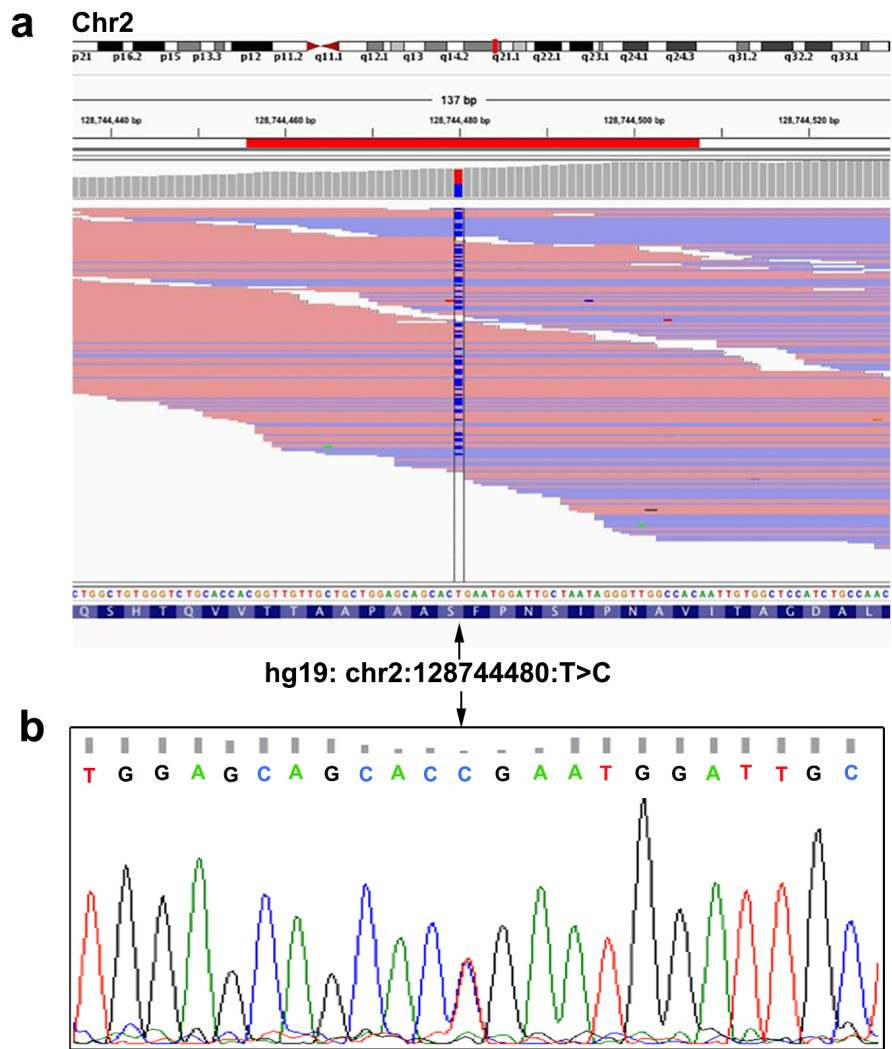 a
Chr2
p21 p16.2 p15 p13.3 p12 p11.2 q11.1 q12.1 q13 q14.2 q21.1 q22.1 q23.1 q24.1 q24.3 q31.2 q32.2 q33.1
137 bp
128,744,440 bp 128,744,460 bp 128,744,480 bp 128,744,500 bp 128,744,520 bp
CTGGCTGTGGGTCTGCACCACGGTTGTTGCTGCTGGAGCAGCACTGAATGGATTGCTAATAGGGTTGGCCACAATTGTGGCTCCATCTGCCAAC
Q S H T Q V V T T A A P A A S F P N S I P N A V I T A G D A L
hg19: chr2:128744480:T>C
b
T G G A G C A G C A C C G A A T G G A T T G C